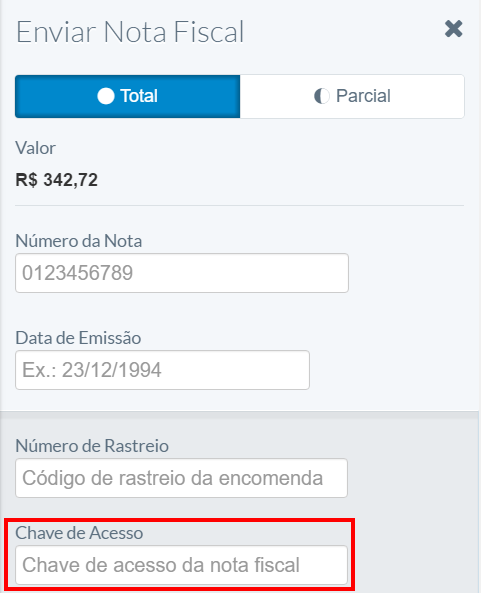 Enviar Nota Fiscal
Total
Parcial
Valor
R$ 342,72
Número da Nota
0123456789
Data de Emissão
Ex.: 23/12/1994
Número de Rastreio
Código de rastreio da encomenda
Chave de Acesso
Chave de acesso da nota fiscal